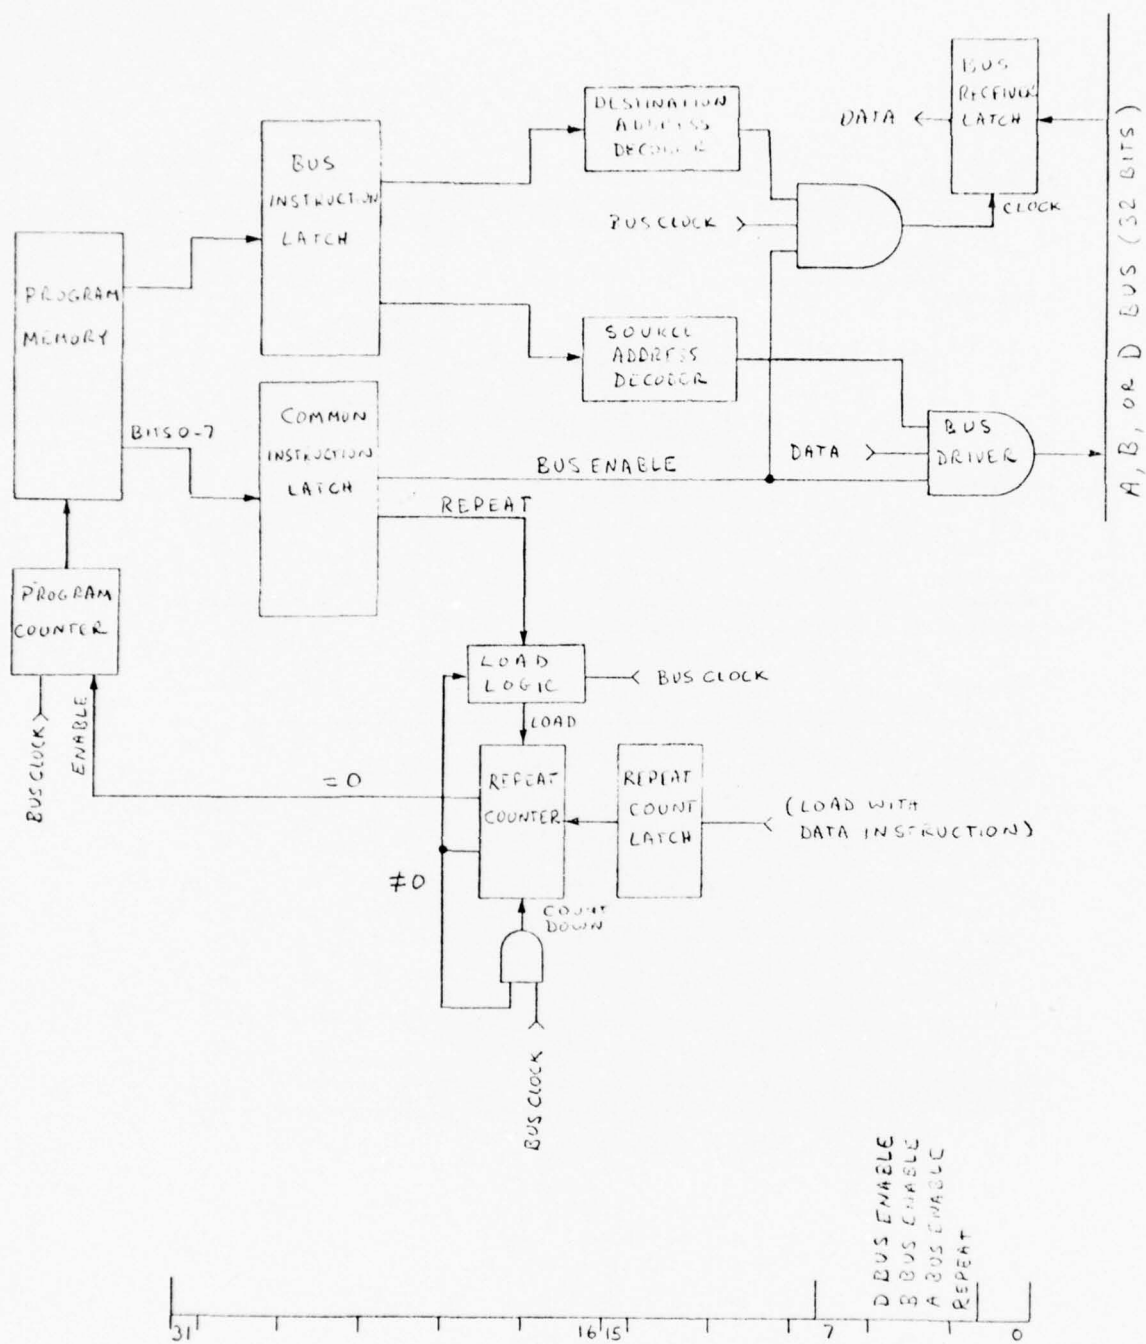 BUS
RECEIVER
LATCH
DATA
CLOCK
A, B, OR D BUS (32 BITS)
DESTINATION
ADDRESS
DECODER
BUS CLOCK
BUS
INSTRUCTION
LATCH
PROGRAM
MEMORY
SOURCE
ADDRESS
DECODER
BUS
DRIVER
DATA
BUS ENABLE
COMMON
INSTRUCTION
LATCH
BITS 0-7
REPEAT
PROGRAM
COUNTER
BUS CLOCK
ENABLE
LOAD
LOGIC
BUS CLOCK
LOAD
= 0
REPEAT
COUNTER
REPEAT
COUNT
LATCH
(LOAD WITH
DATA INSTRUCTION)
≠0
COUNT
DOWN
BUS CLOCK
D BUS ENABLE
B BUS ENABLE
A BUS ENABLE
REPEAT
31
16
15
7
0